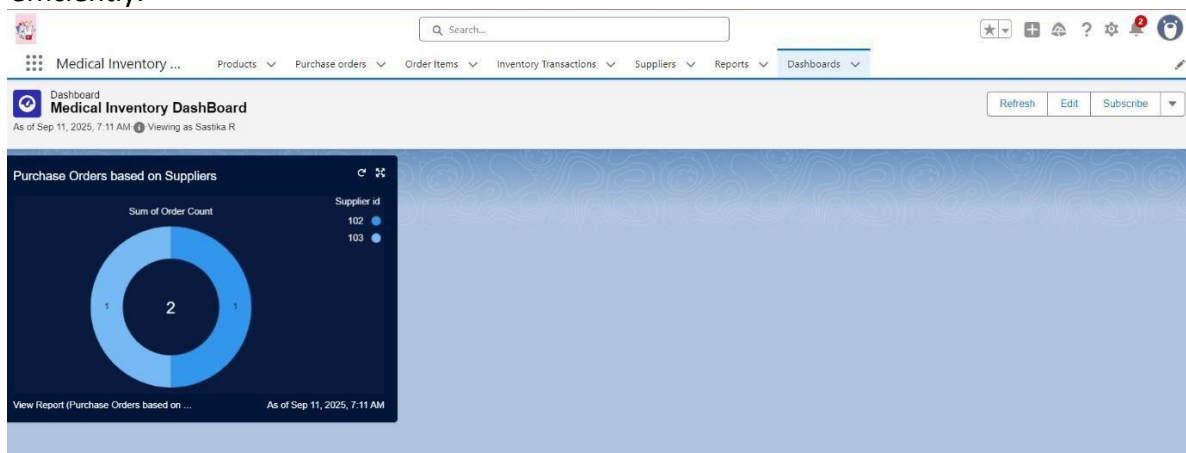 efficiently.
Search...
2
Medical Inventory ...
Products
Purchase orders
Order Items
Inventory Transactions
Suppliers
Reports
Dashboards
Dashboard
Medical Inventory DashBoard
As of Sep 11, 2025, 7:11 AM Viewing as Sastika R
Refresh
Edit
Subscribe
Purchase Orders based on Suppliers
Sum of Order Count
Supplier id
102
103
1
2
1
View Report (Purchase Orders based on ...
As of Sep 11, 2025, 7:11 AM